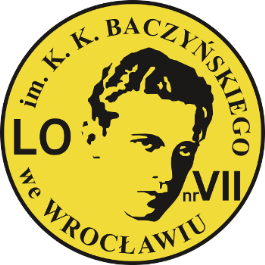 im. K. K. BACZYŃSKIEGO
LO
nr VII
we WROCŁAWIU